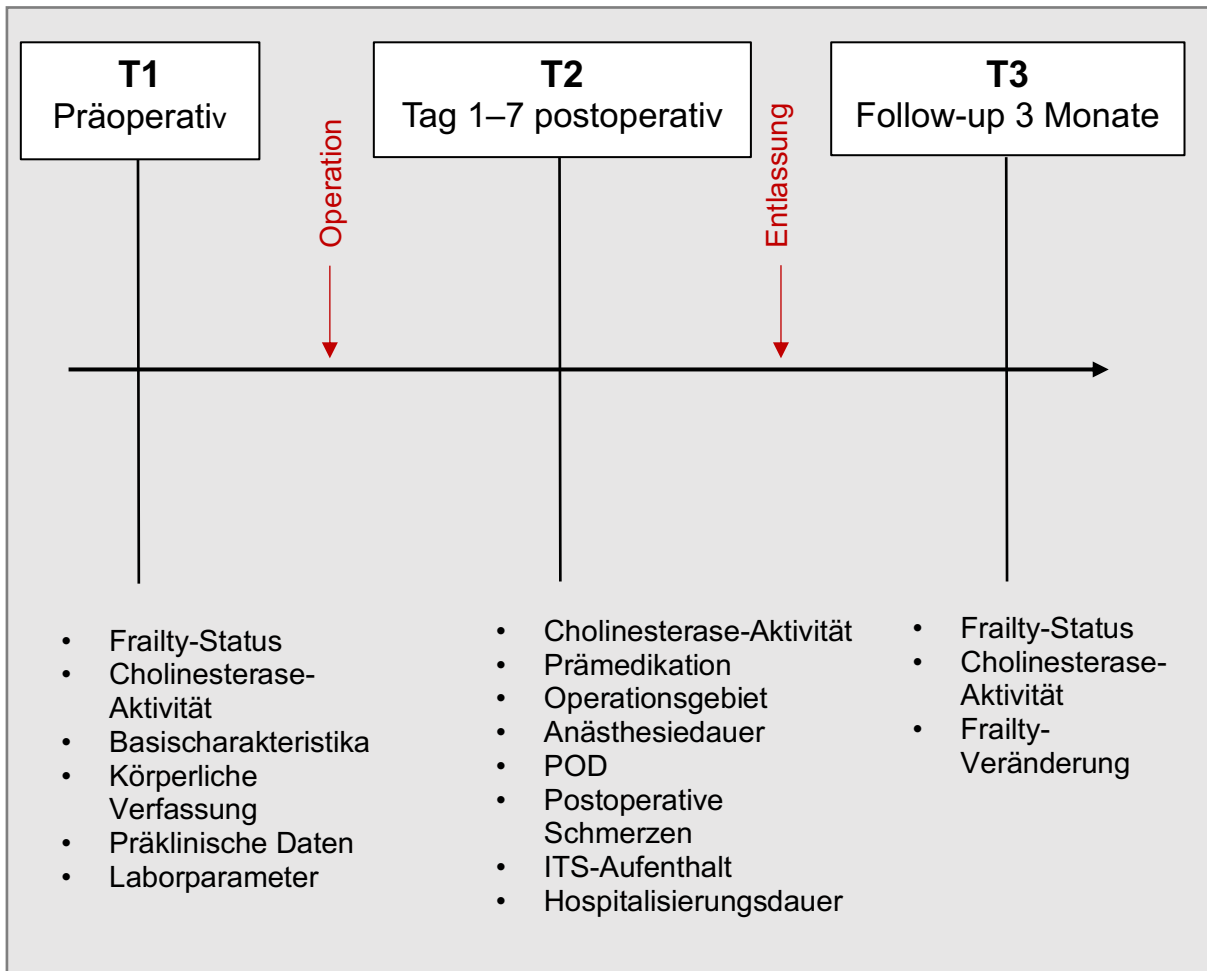 T1
Präoperativ
Operation
T2
Tag 1–7 postoperativ
Entlassung
T3
Follow-up 3 Monate
• Frailty-Status
• Cholinesterase-
Aktivität
• Basischarakteristika
• Körperliche
Verfassung
• Präklinische Daten
• Laborparameter
• Cholinesterase-Aktivität
• Prämedikation
• Operationsgebiet
• Anästhesiedauer
• POD
• Postoperative
Schmerzen
• ITS-Aufenthalt
• Hospitalisierungsdauer
• Frailty-Status
• Cholinesterase-
Aktivität
• Frailty-
Veränderung